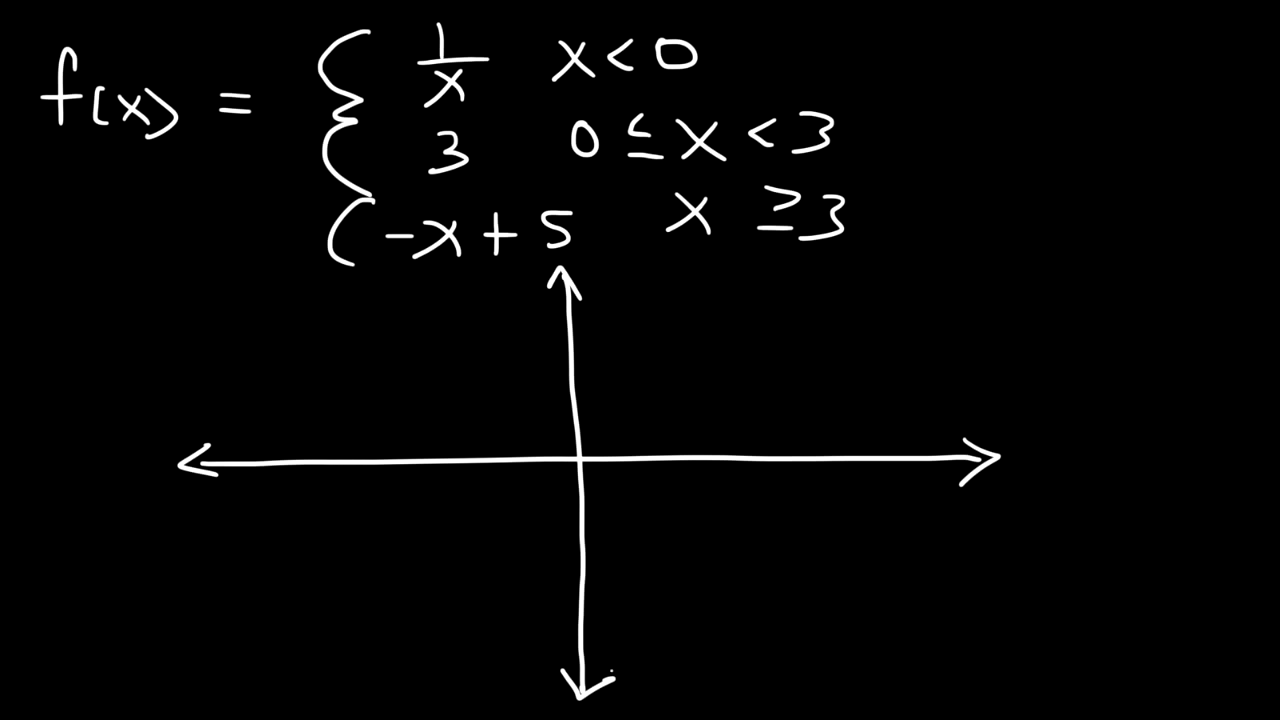 f(x) = { 1/x x < 0
3 0 ≤ x < 3
-x + 5 x ≥ 3